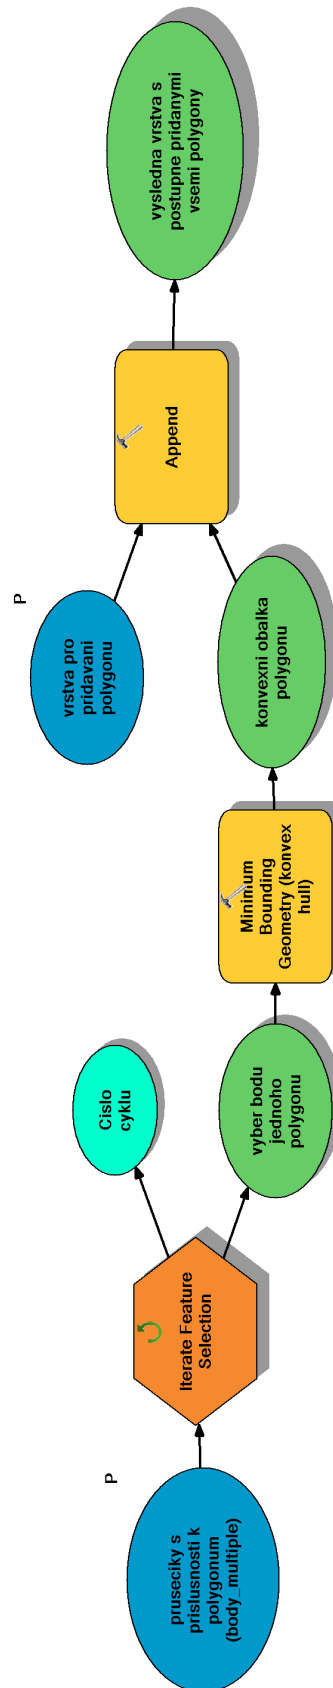 P
pruseciky s
prislusnosti k
polygonum
(body_multiple)
Iterate Feature
Selection
Cislo
cyklu
vyber bodu
jednoho
polygonu
Minimum
Bounding
Geometry (konvex
hull)
konvexni obalka
polygonu
P
vrstva pro
pridavani
polygonu
Append
vysledna vrstva s
postupne pridanymi
vsemi polygony